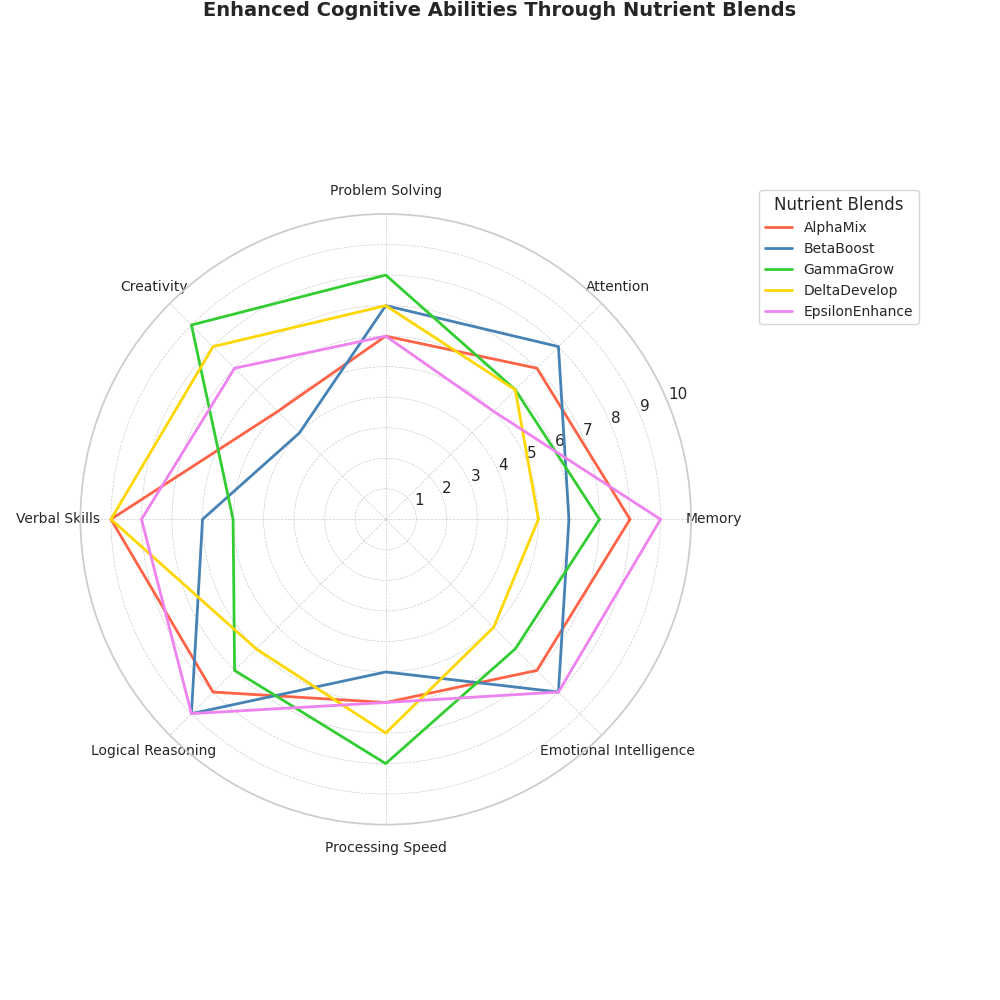 Enhanced Cognitive Abilities Through Nutrient Blends
Problem Solving
Creativity
Attention
Verbal Skills
Memory
Logical Reasoning
Emotional Intelligence
Processing Speed
1
2
3
4
5
6
7
8
9
10
Nutrient Blends
AlphaMix
BetaBoost
GammaGrow
DeltaDevelop
EpsilonEnhance